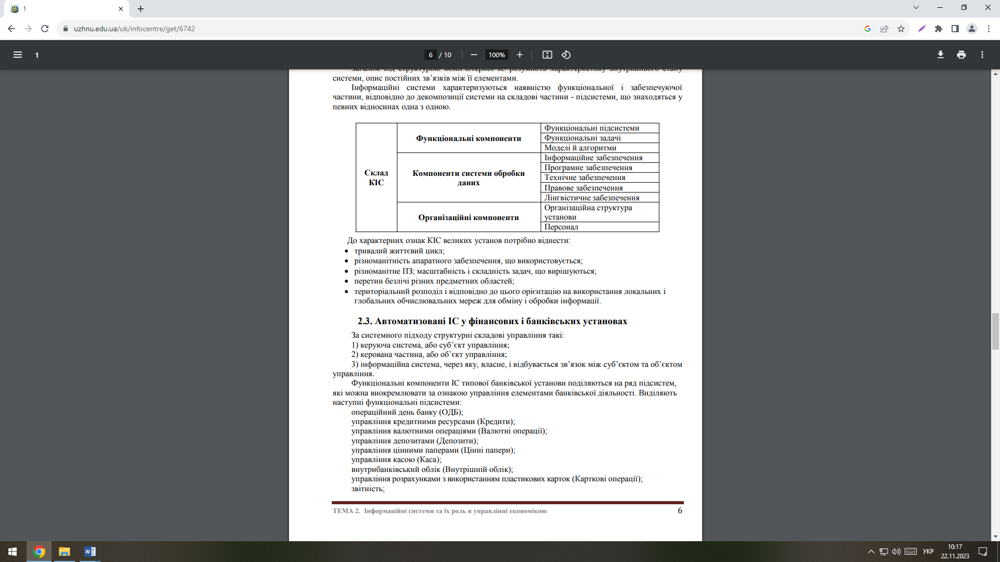 1
uzhnu.edu.ua/uk/infocentre/get/6742
1
6 / 10
100%
Загалом під структурою комп'ютерної ІС розуміють характеристику внутрішнього стану
системи, опис постійних зв’язків між її елементами.
Інформаційні системи характеризуються наявністю функціональної і забезпечуючої
частини, відповідно до декомпозиції системи на складові частини - підсистеми, що знаходяться у
певних відносинах одна з одною.
Склад
КІС
Функціональні компоненти
Функціональні підсистеми
Функціональні задачі
Моделі й алгоритми
Компоненти системи обробки
даних
Інформаційне забезпечення
Програмне забезпечення
Технічне забезпечення
Правове забезпечення
Лінгвістичне забезпечення
Організаційні компоненти
Організаційна структура
установи
Персонал
До характерних ознак КІС великих установ потрібно віднести:
• тривалий життєвий цикл;
• різноманітність апаратного забезпечення, що використовується;
• різноманітне ПЗ; масштабність і складність задач, що вирішуються;
• перетин безлічі різних предметних областей;
• територіальний розподіл і відповідно до цього орієнтацію на використання локальних і
глобальних обчислювальних мереж для обміну і обробки інформації.
2.3. Автоматизовані ІС у фінансових і банківських установах
За системного підходу структурні складові управління такі:
1) керуюча система, або суб’єкт управління;
2) керована частина, або об’єкт управління;
3) інформаційна система, через яку, власне, і відбувається зв’язок між суб’єктом та об’єктом
управління.
Функціональні компоненти ІС типової банківської установи поділяються на ряд підсистем,
які можна виокремлювати за ознакою управління елементами банківської діяльності. Виділяють
наступні функціональні підсистеми:
операційний день банку (ОДБ);
управління кредитними ресурсами (Кредити);
управління валютними операціями (Валютні операції);
управління депозитами (Депозити);
управління цінними паперами (Цінні папери);
управління касою (Каса);
внутрибанківський облік (Внутрішній облік);
управління розрахунками з використанням пластикових карток (Карткові операції);
звітність;
ТЕМА 2. Інформаційні системи та їх роль в управлінні економікою
6
УКР
10:17
22.11.2023